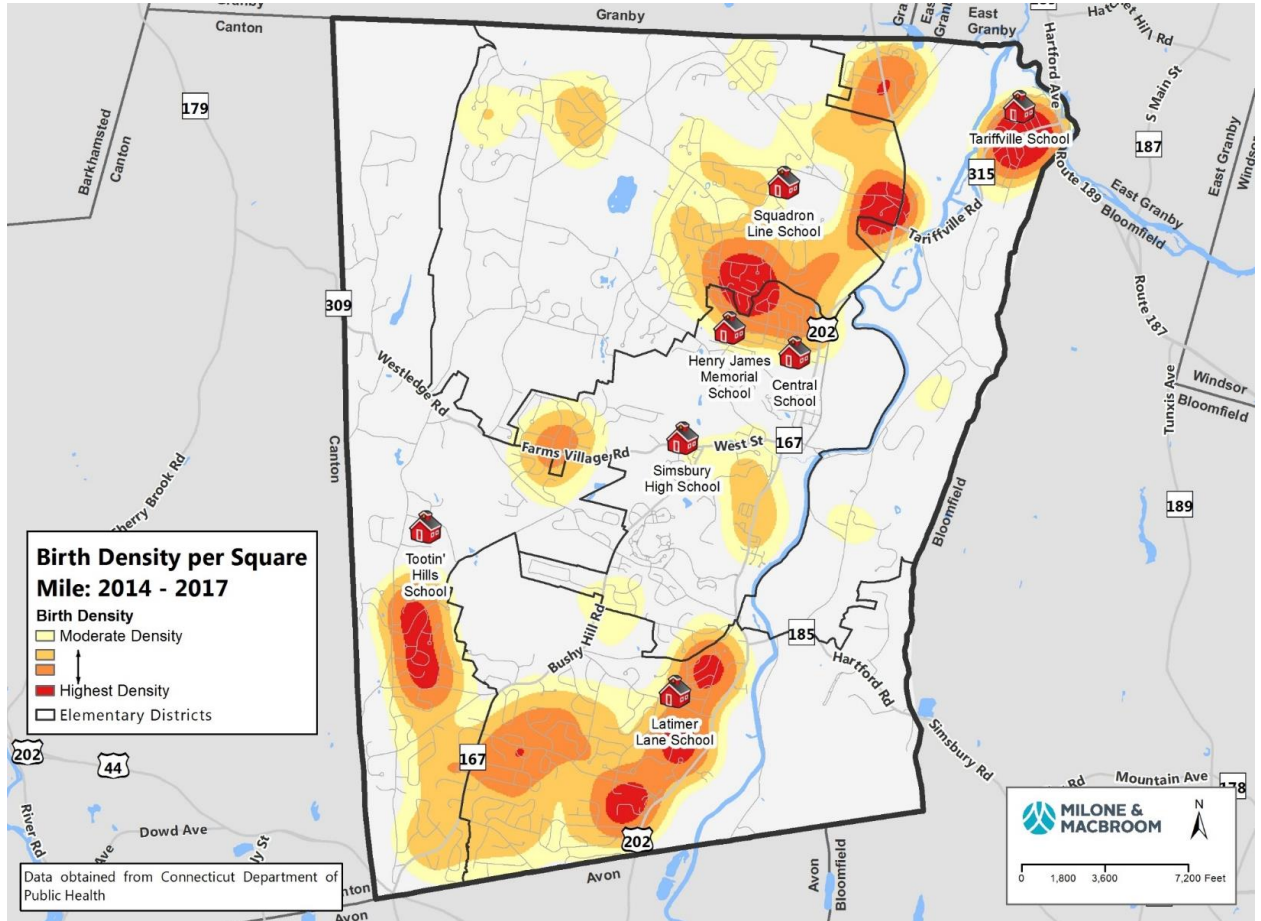 Granby
Canton
Granby
East
Granby
Hartford Ave
S Main St
179
Barkhamsted
Canton
Tariffville School
187
315
Route 189
East Granby
Bloomfield
East Granby
Windsor
Squadron
Line School
Tariffville Rd
309
202
Route 187
Henry James
Memorial
School
Central
School
Windsor
Bloomfield
Westledge Rd
Canton
Farms Village Rd
West St
167
Simsbury
High School
Tunxis Ave
189
Bloomfield
Tootin'
Hills
School
Bushy Hill Rd
185
Hartford Rd
Latimer
Lane School
Simsbury Rd
167
202
Mountain Ave
Avon
Avon
Bloomfield
Birth Density per Square
Mile: 2014 - 2017
Birth Density
Moderate Density
Highest Density
Elementary Districts
202
44
River Rd
Dowd Ave
Avon
Data obtained from Connecticut Department of
Public Health
MILONE &
MACBROOM
N
0 1,800 3,600 7,200 Feet